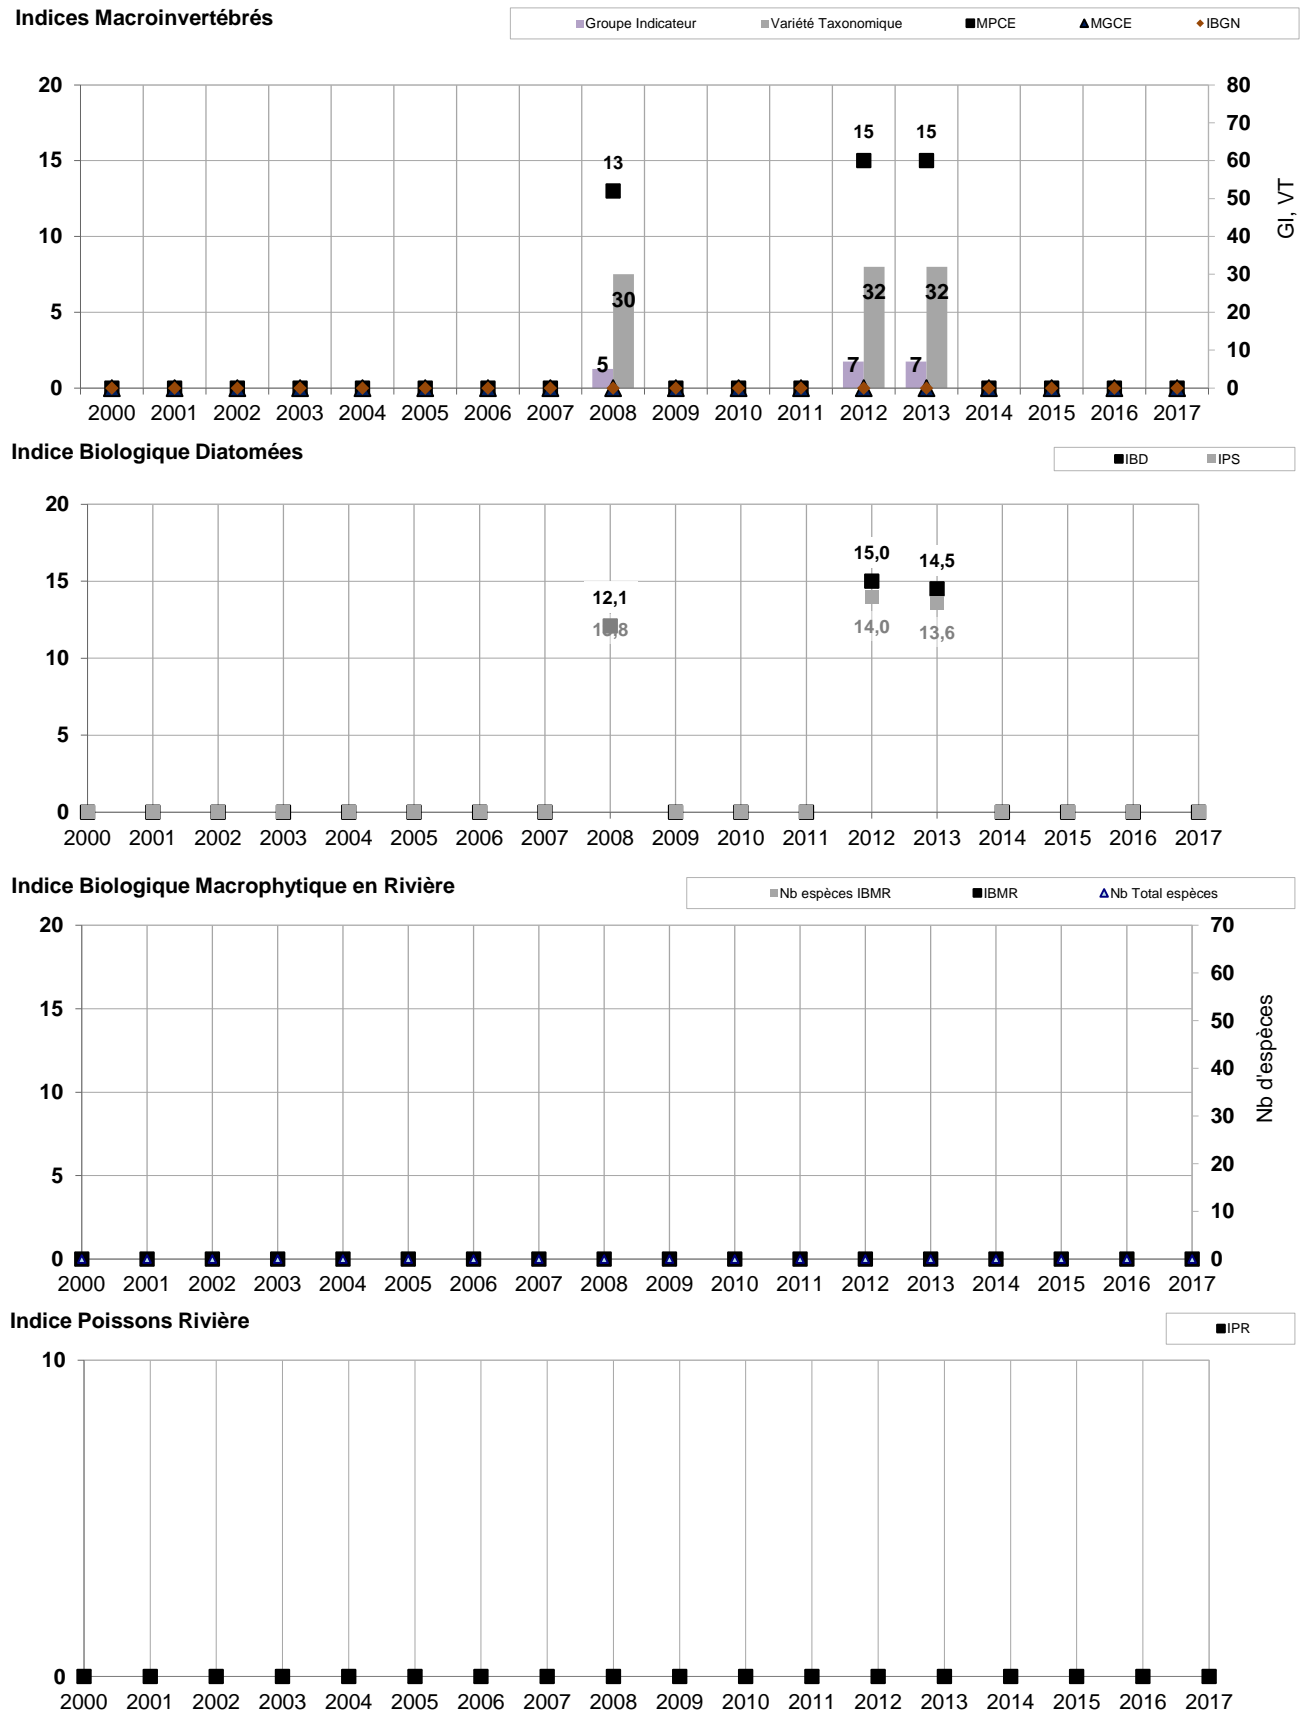 Indices Macroinvertébrés
Groupe Indicateur Variété Taxonomique MPCE MGCE IBGN
20 80
70
15 15
13
15 60
50
10 40
30
30 32 32
5 20
10
5 7 7
0 0
GI, VT
2000 2001 2002 2003 2004 2005 2006 2007 2008 2009 2010 2011 2012 2013 2014 2015 2016 2017
Indice Biologique Diatomées
IBD IPS
20
15,0 14,5
15
12,1
14,0 13,6
10
5
0
2000 2001 2002 2003 2004 2005 2006 2007 2008 2009 2010 2011 2012 2013 2014 2015 2016 2017
Indice Biologique Macrophytique en Rivière
Nb espèces IBMR IBMR Nb Total espèces
20 70
60
15
50
40
10
30
20
5
10
0 0
Nb d'espèces
2000 2001 2002 2003 2004 2005 2006 2007 2008 2009 2010 2011 2012 2013 2014 2015 2016 2017
Indice Poissons Rivière
IPR
10
0
2000 2001 2002 2003 2004 2005 2006 2007 2008 2009 2010 2011 2012 2013 2014 2015 2016 2017